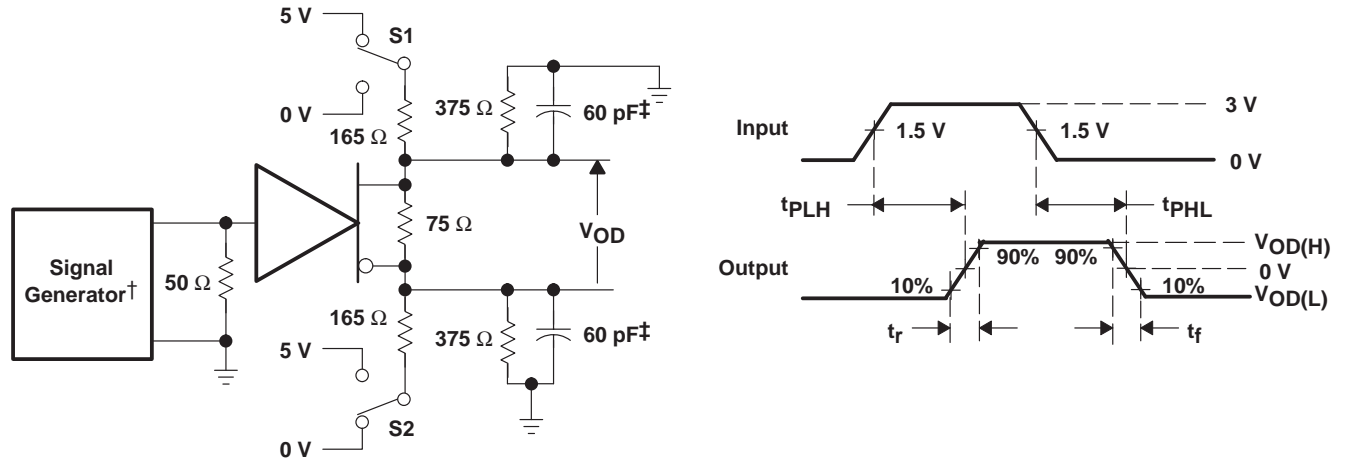 5 V
S1
0 V
165 Ω
375 Ω
60 pF‡
Signal
Generator†
50 Ω
75 Ω
VOD
165 Ω
375 Ω
60 pF‡
5 V
S2
0 V
Input
1.5 V
1.5 V
3 V
0 V
tPLH
tPHL
Output
10%
90%
90%
10%
VOD(H)
0 V
VOD(L)
tr
tf